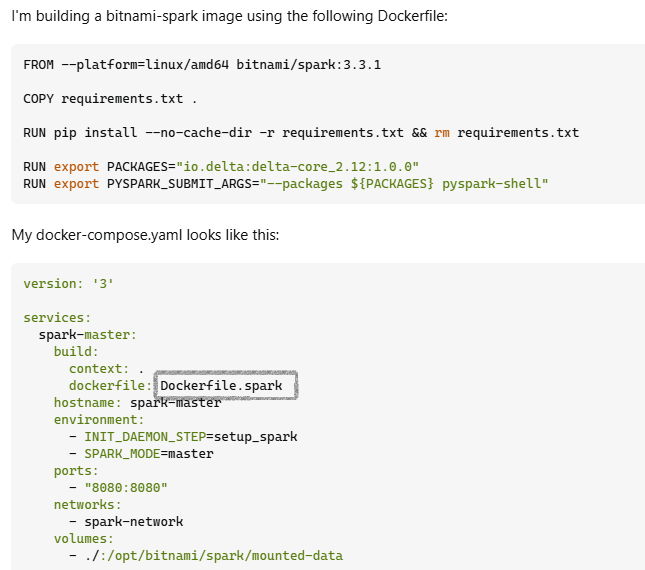 I'm building a bitnami-spark image using the following Dockerfile:
FROM --platform=linux/amd64 bitnami/spark:3.3.1
COPY requirements.txt .
RUN pip install --no-cache-dir -r requirements.txt && rm requirements.txt
RUN export PACKAGES="io.delta:delta-core_2.12:1.0.0"
RUN export PYSPARK_SUBMIT_ARGS="--packages ${PACKAGES} pyspark-shell"
My docker-compose.yaml looks like this:
version: '3'
services:
  spark-master:
    build:
      context: .
      dockerfile: Dockerfile.spark
    hostname: spark-master
    environment:
      - INIT_DAEMON_STEP=setup_spark
      - SPARK_MODE=master
    ports:
      - "8080:8080"
    networks:
      - spark-network
    volumes:
      - ./:/opt/bitnami/spark/mounted-data